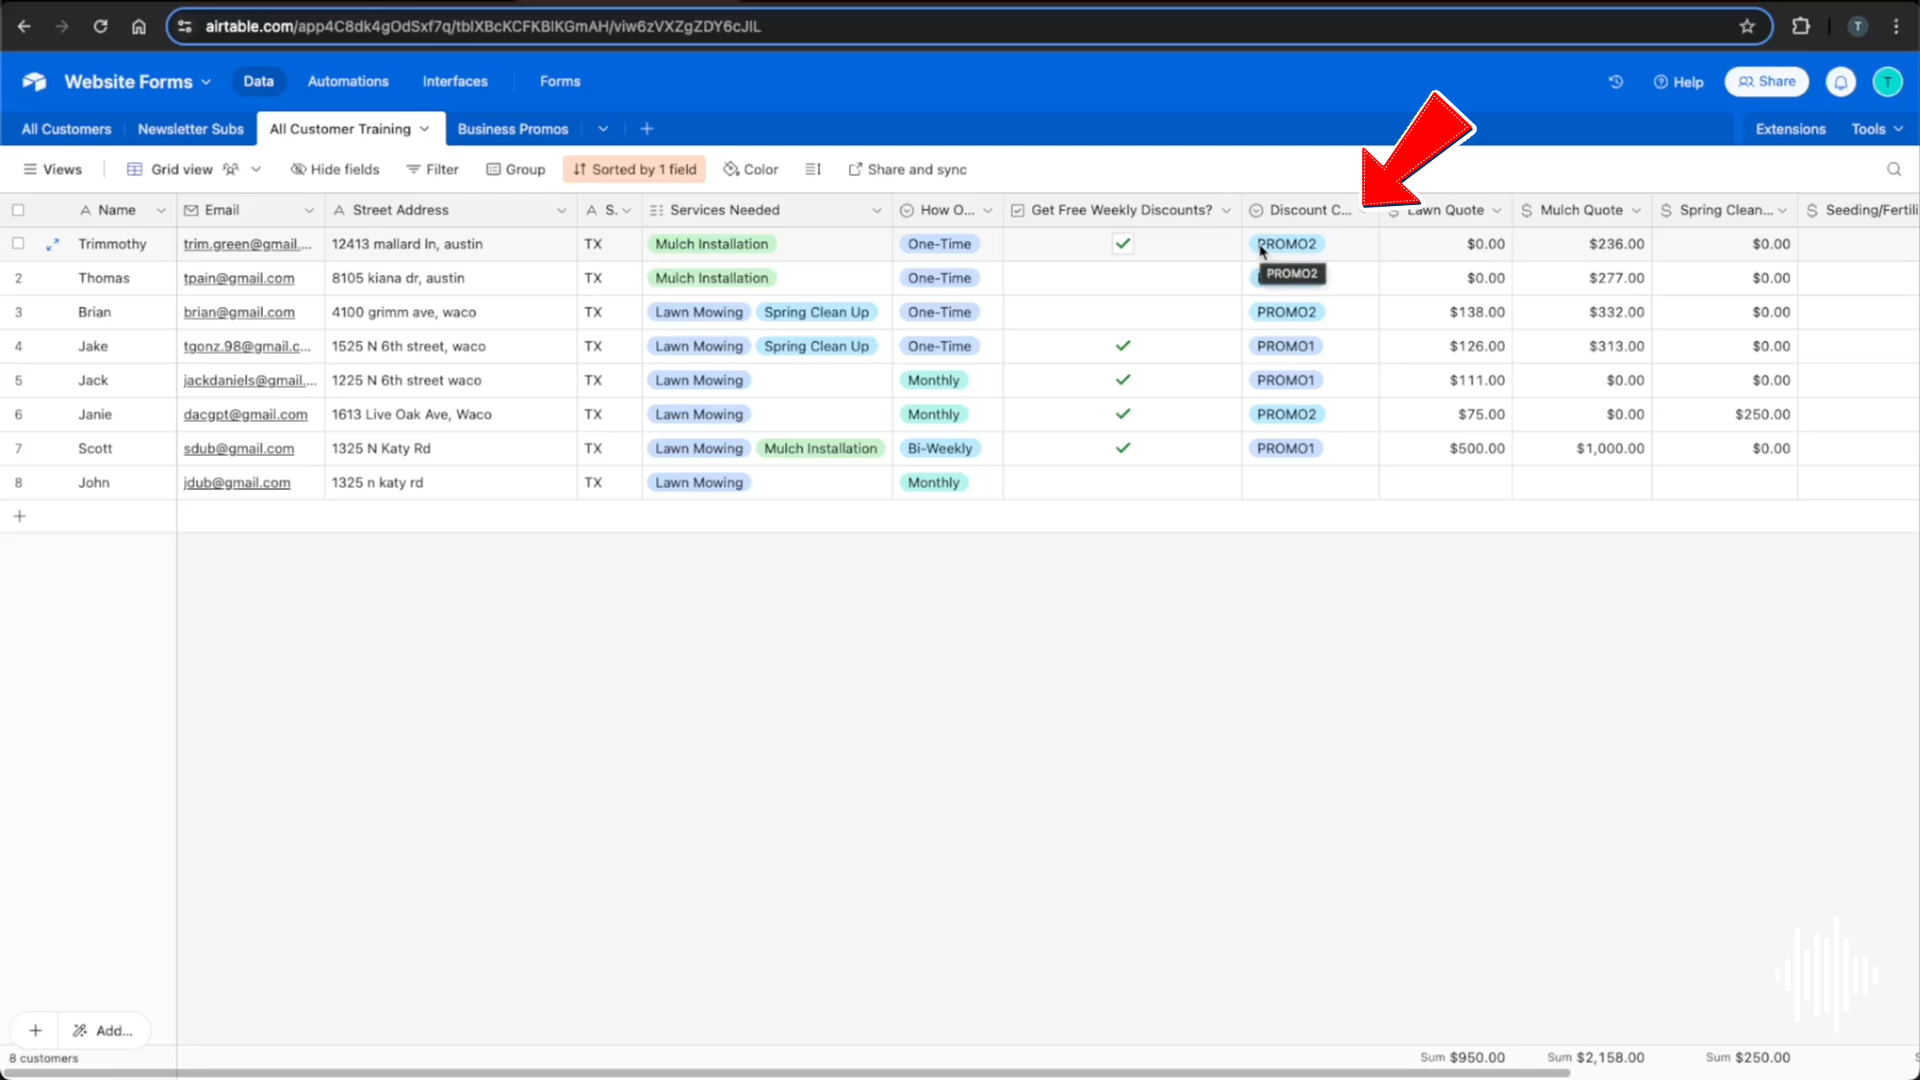 airtable.com/app4C8dk4gOdSxf7q/tblXBcKCFKBlKGmAH/viw6zVXZgZDY6cJlL T
Website Forms Data Automations Interfaces Forms Help Share T
All Customers Newsletter Subs All Customer Training Business Promos Extensions Tools
Views Grid view Hide fields Filter Group Sorted by 1 field Color Share and sync
Name Email Street Address S. Services Needed How O... Get Free Weekly Discounts? Discount C... Lawn Quote Mulch Quote Spring Clean... Seeding/Fertili
Trimmothy trim.green@gmail.... 12413 mallard ln, austin TX Mulch Installation One-Time PROMO2 $0.00 $236.00 $0.00
PROMO2
2 Thomas tpain@gmail.com 8105 kiana dr, austin TX Mulch Installation One-Time $0.00 $277.00 $0.00
3 Brian brian@gmail.com 4100 grimm ave, waco TX Lawn Mowing Spring Clean Up One-Time PROMO2 $138.00 $332.00 $0.00
4 Jake tgonz.98@gmail.c... 1525 N 6th street, waco TX Lawn Mowing Spring Clean Up One-Time PROMO1 $126.00 $313.00 $0.00
5 Jack jackdaniels@gmail.... 1225 N 6th street waco TX Lawn Mowing Monthly PROMO1 $111.00 $0.00 $0.00
6 Janie dacgpt@gmail.com 1613 Live Oak Ave, Waco TX Lawn Mowing Monthly PROMO2 $75.00 $0.00 $250.00
7 Scott sdub@gmail.com 1325 N Katy Rd TX Lawn Mowing Mulch Installation Bi-Weekly PROMO1 $500.00 $1,000.00 $0.00
8 John jdub@gmail.com 1325 n katy rd TX Lawn Mowing Monthly
Add...
8 customers Sum $950.00 Sum $2,158.00 Sum $250.00